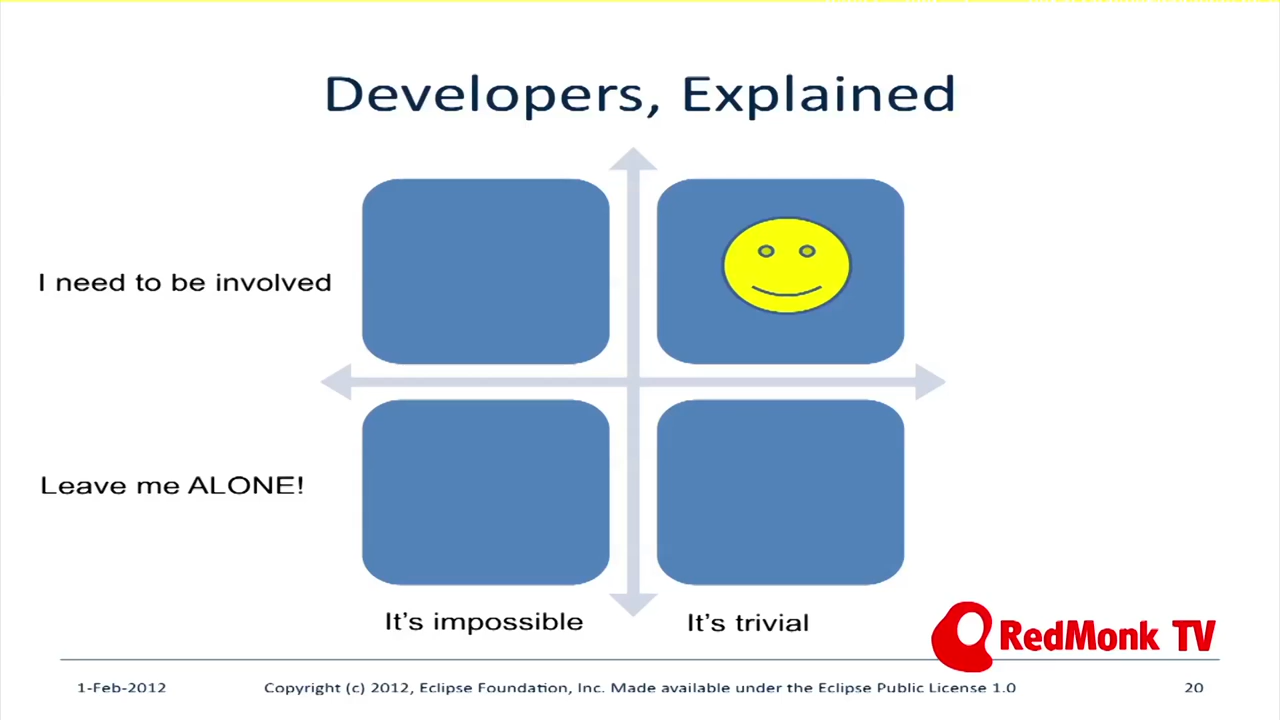 Developers, Explained
I need to be involved
Leave me ALONE!
It's impossible
It's trivial
RedMonk TV
1-Feb-2012
Copyright (c) 2012, Eclipse Foundation, Inc. Made available under the Eclipse Public License 1.0
20